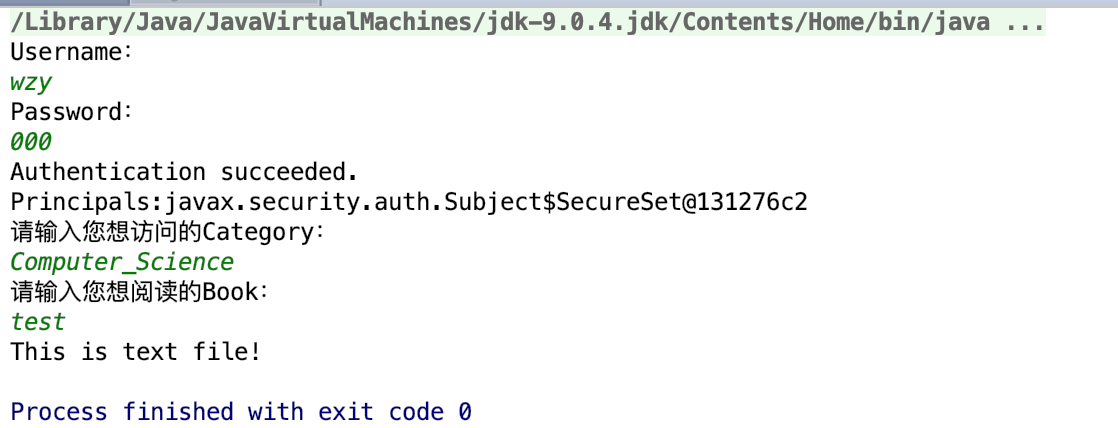 /Library/Java/JavaVirtualMachines/jdk-9.0.4.jdk/Contents/Home/bin/java ...
Username:
wzy
Password:
000
Authentication succeeded.
Principals:javax.security.auth.Subject$SecureSet@131276c2
请输入您想访问的Category:
Computer_Science
请输入您想阅读的Book:
test
This is text file!
Process finished with exit code 0